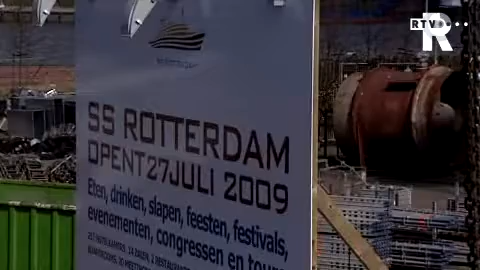 RTV R
SS ROTTERDAM
OPENT 27 JULI 2009
Eten, drinken, slapen, feesten, festivals,
evenementen, congressen en tours